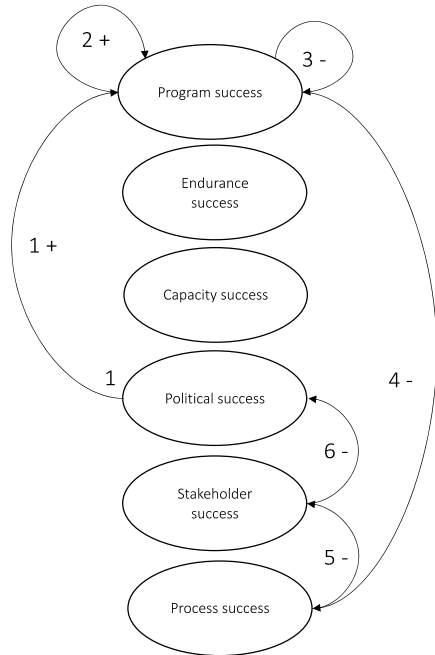 2 +
3 -
Program success
Endurance
success
1 +
Capacity success
1
4 -
Political success
6 -
Stakeholder
success
5 -
Process success